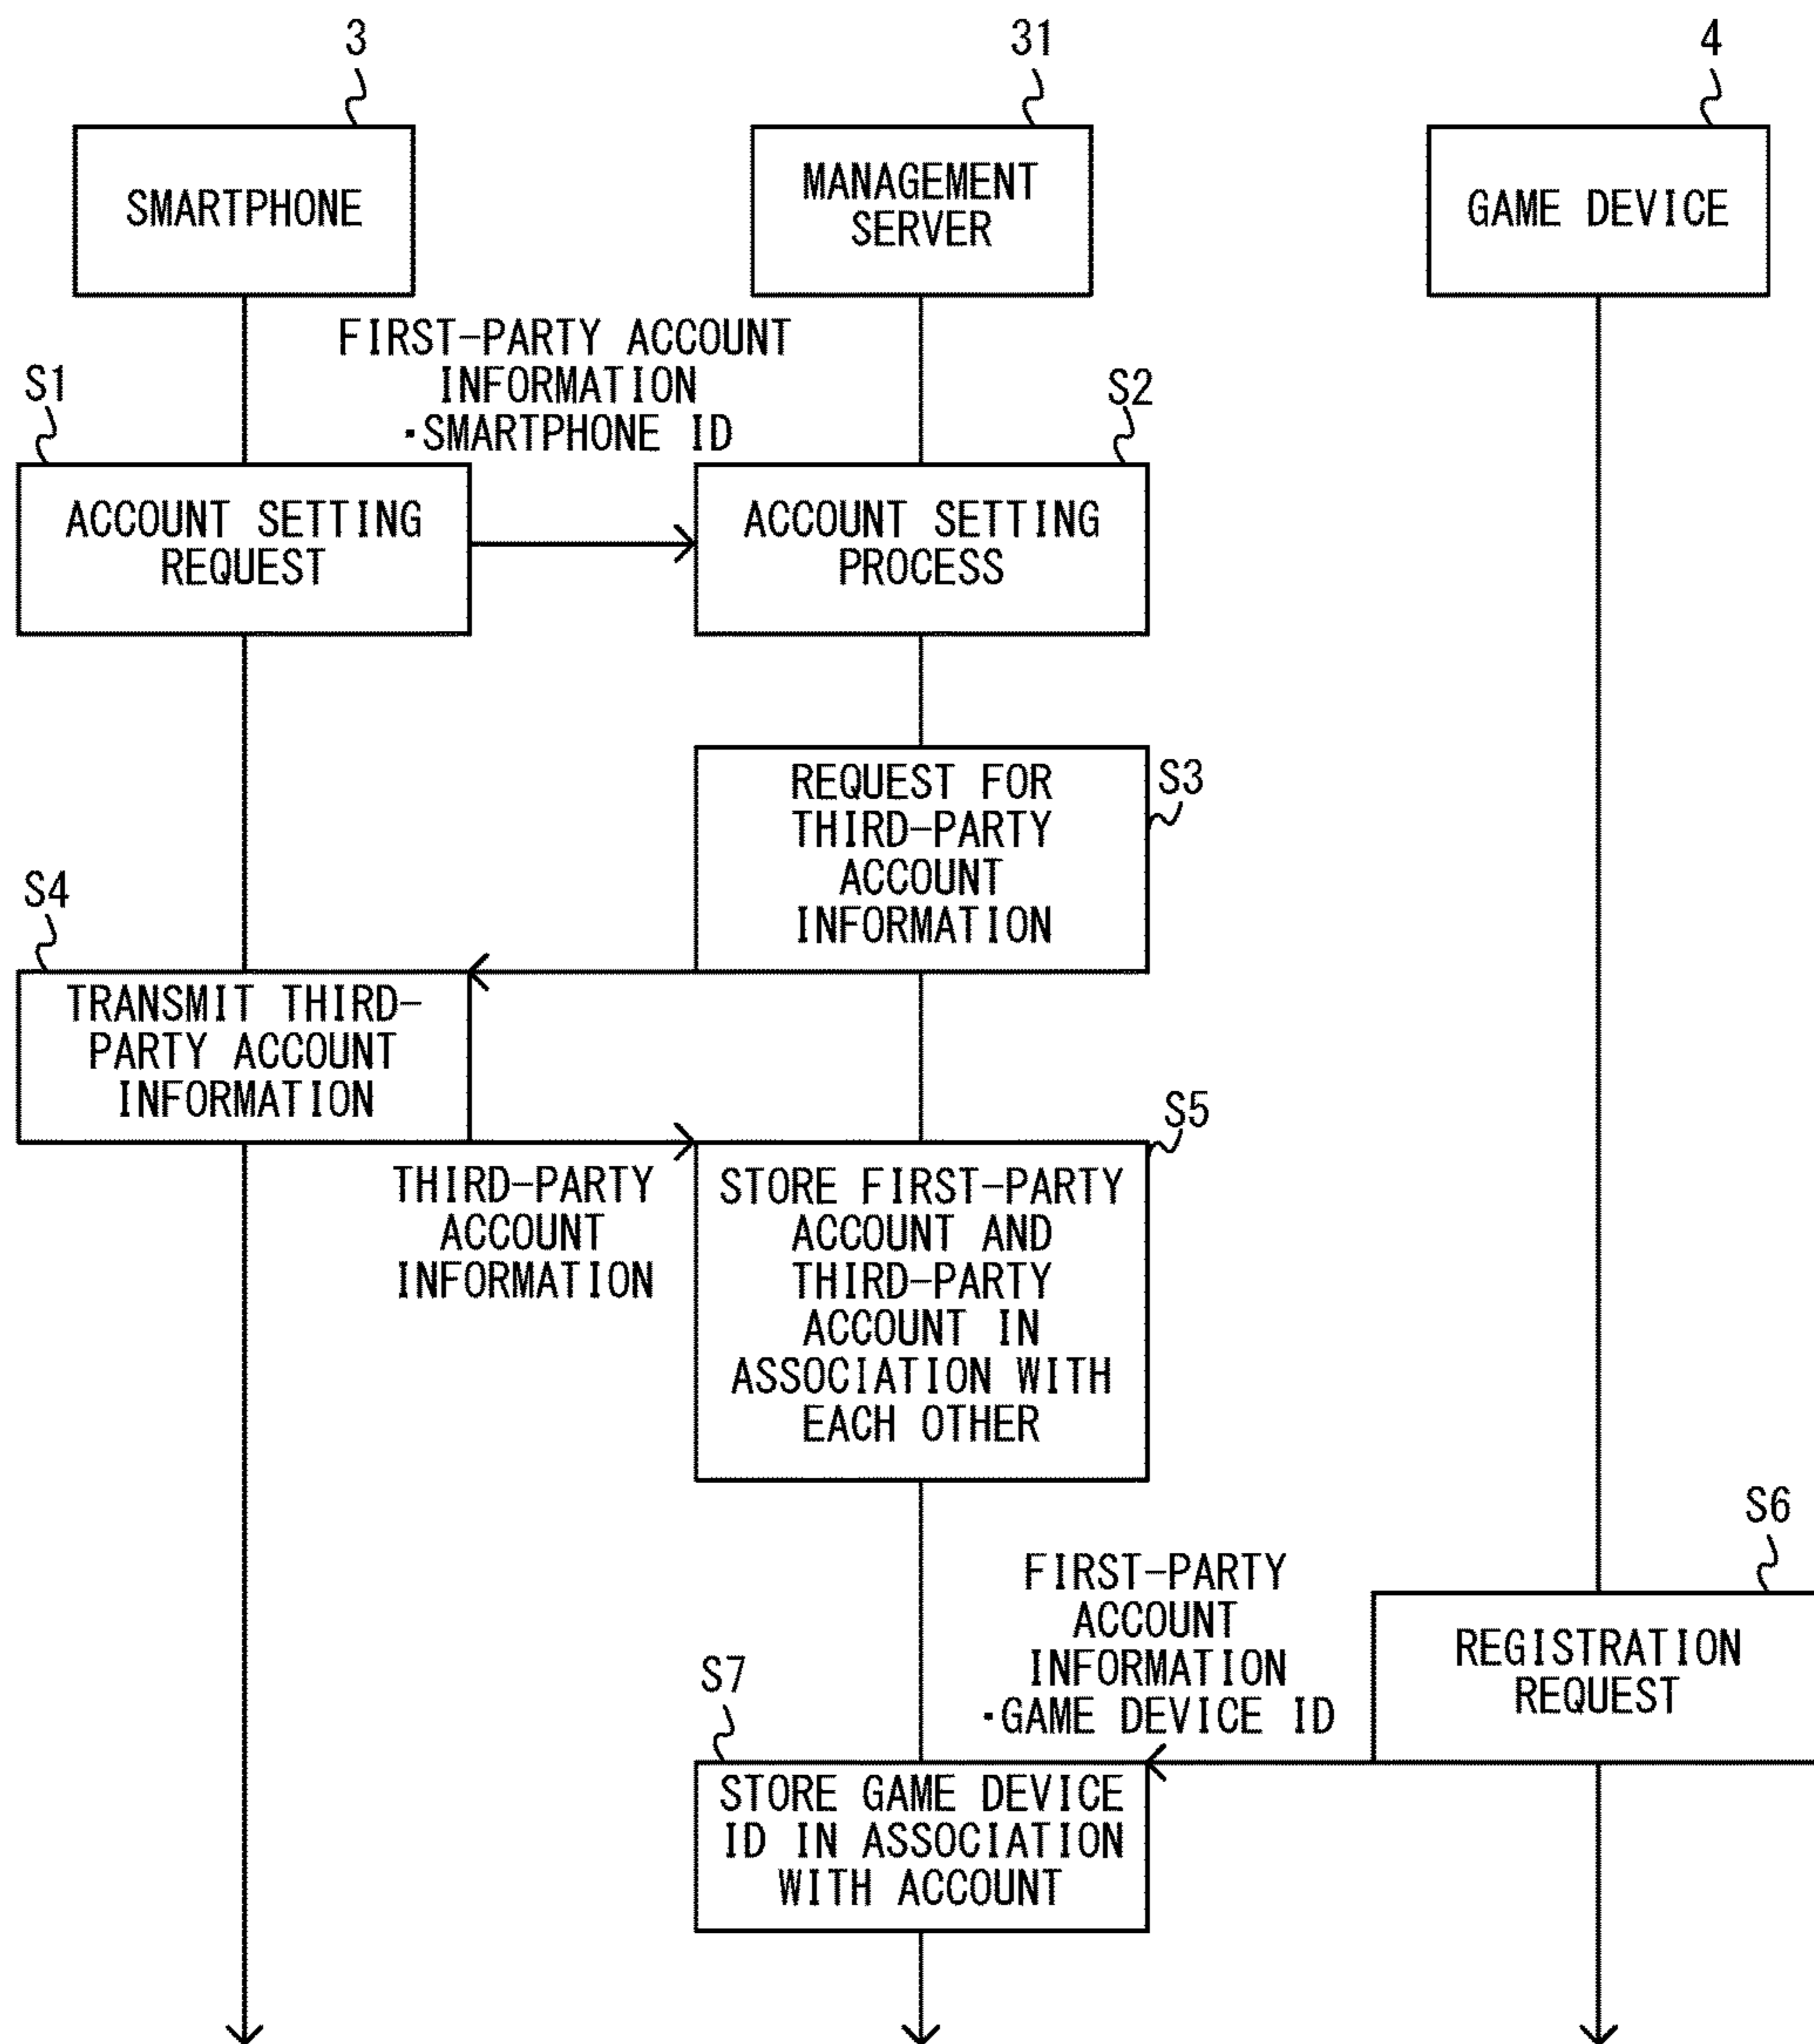 3
31
4
SMARTPHONE
MANAGEMENT
SERVER
GAME DEVICE
FIRST-PARTY ACCOUNT
INFORMATION
・SMARTPHONE ID
S1
S2
ACCOUNT SETTING
REQUEST
ACCOUNT SETTING
PROCESS
S3
REQUEST FOR
THIRD-PARTY
ACCOUNT
INFORMATION
S4
TRANSMIT THIRD-
PARTY ACCOUNT
INFORMATION
S5
THIRD-PARTY
ACCOUNT
INFORMATION
STORE FIRST-PARTY
ACCOUNT AND
THIRD-PARTY
ACCOUNT IN
ASSOCIATION WITH
EACH OTHER
S6
FIRST-PARTY
ACCOUNT
INFORMATION
・GAME DEVICE ID
REGISTRATION
REQUEST
S7
STORE GAME DEVICE
ID IN ASSOCIATION
WITH ACCOUNT